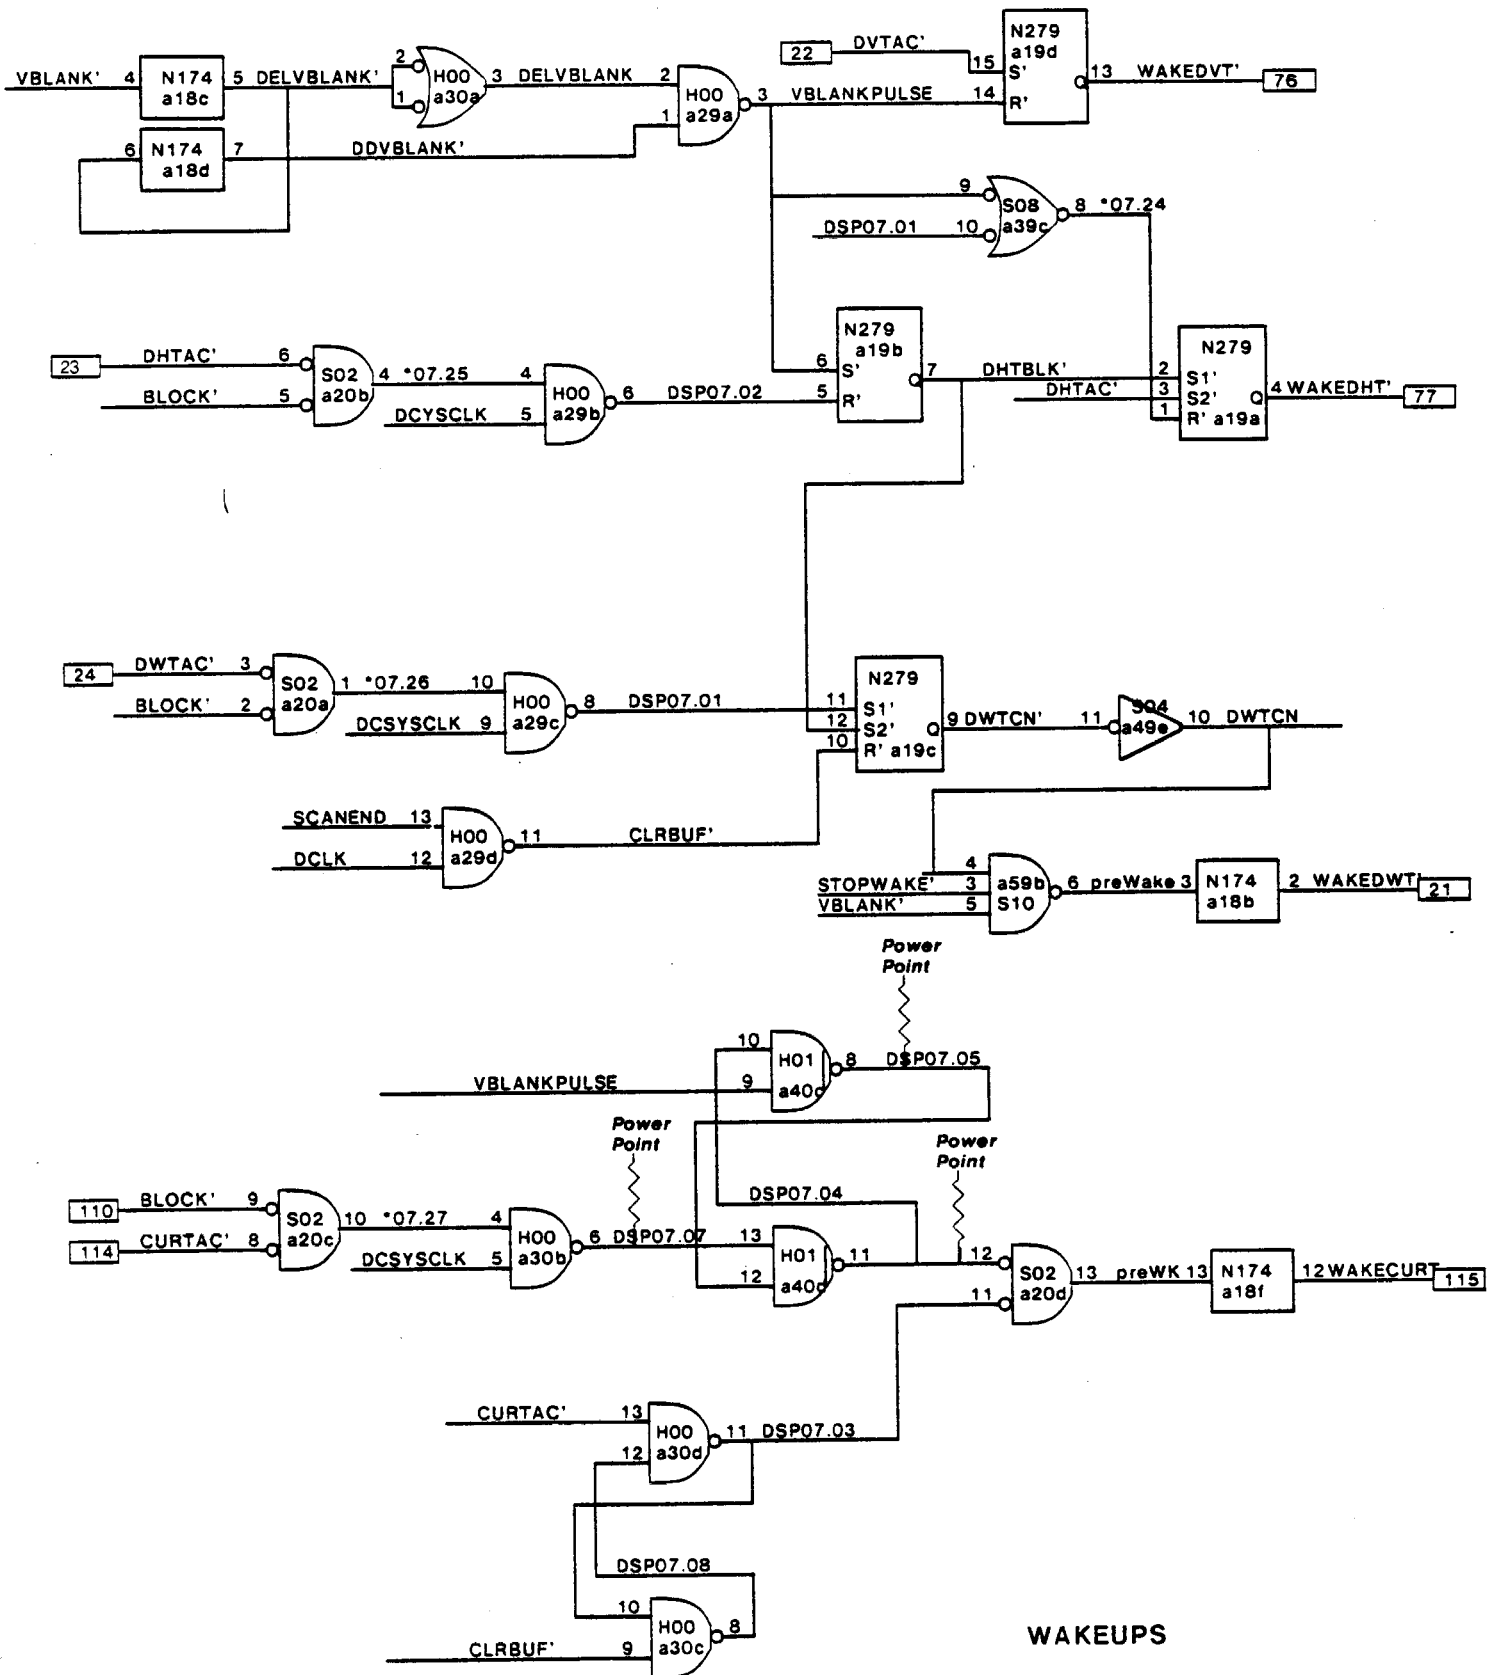 VBLANK' 4 N174 a18c 5 DELVBLANK' 2 1 H00 a30a 3 DELVBLANK 2 1 H00 a29a 3 VBLANKPULSE 14
22 DVTAC' 15 N279 a19d S' R' 13 WAKEDVT' 76
6 N174 a18d 7 DDVBLANK'
9 DSP07.01 10 S08 a39c 8 *07.24
23 DHTAC' 6 BLOCK' 5 S02 a20b 4 *07.25 4 DCYSCLK 5 H00 a29b 6 DSP07.02 5
N279 a19b 6 S' R' 7 DHTBLK' 2 DHTAC' 3 1
N279 S1' S2' R' a19a Q 4 WAKEDHT' 77
24 DWTAC' 3 BLOCK' 2 S02 a20a 1 *07.26 10 DCSYSCLK 9 H00 a29c 8 DSP07.01 11 12 10
N279 S1' S2' R' a19c Q 9 DWTCN' 11 S04 a49e 10 DWTCN
SCANEND 13 DCLK 12 H00 a29d 11 CLRBUF'
4 STOPWAKE' 3 VBLANK' 5 a59b S10 6 preWake 3 N174 a18b 2 WAKEDWT' 21
Power
Point
VBLANKPULSE 10 9 H01 a40c 8 DSP07.05
Power
Point
Power
Point
DSP07.04
110 BLOCK' 9 114 CURTAC' 8 S02 a20c 10 *07.27 4 DCSYSCLK 5 H00 a30b 6 DSP07.07 13 12 H01 a40d 11
12 11 S02 a20d 13 preWK 13 N174 a18f 12 WAKECURT 115
CURTAC' 13 12 H00 a30d 11 DSP07.03
DSP07.08
CLRBUF' 10 9 H00 a30c 8
WAKEUPS